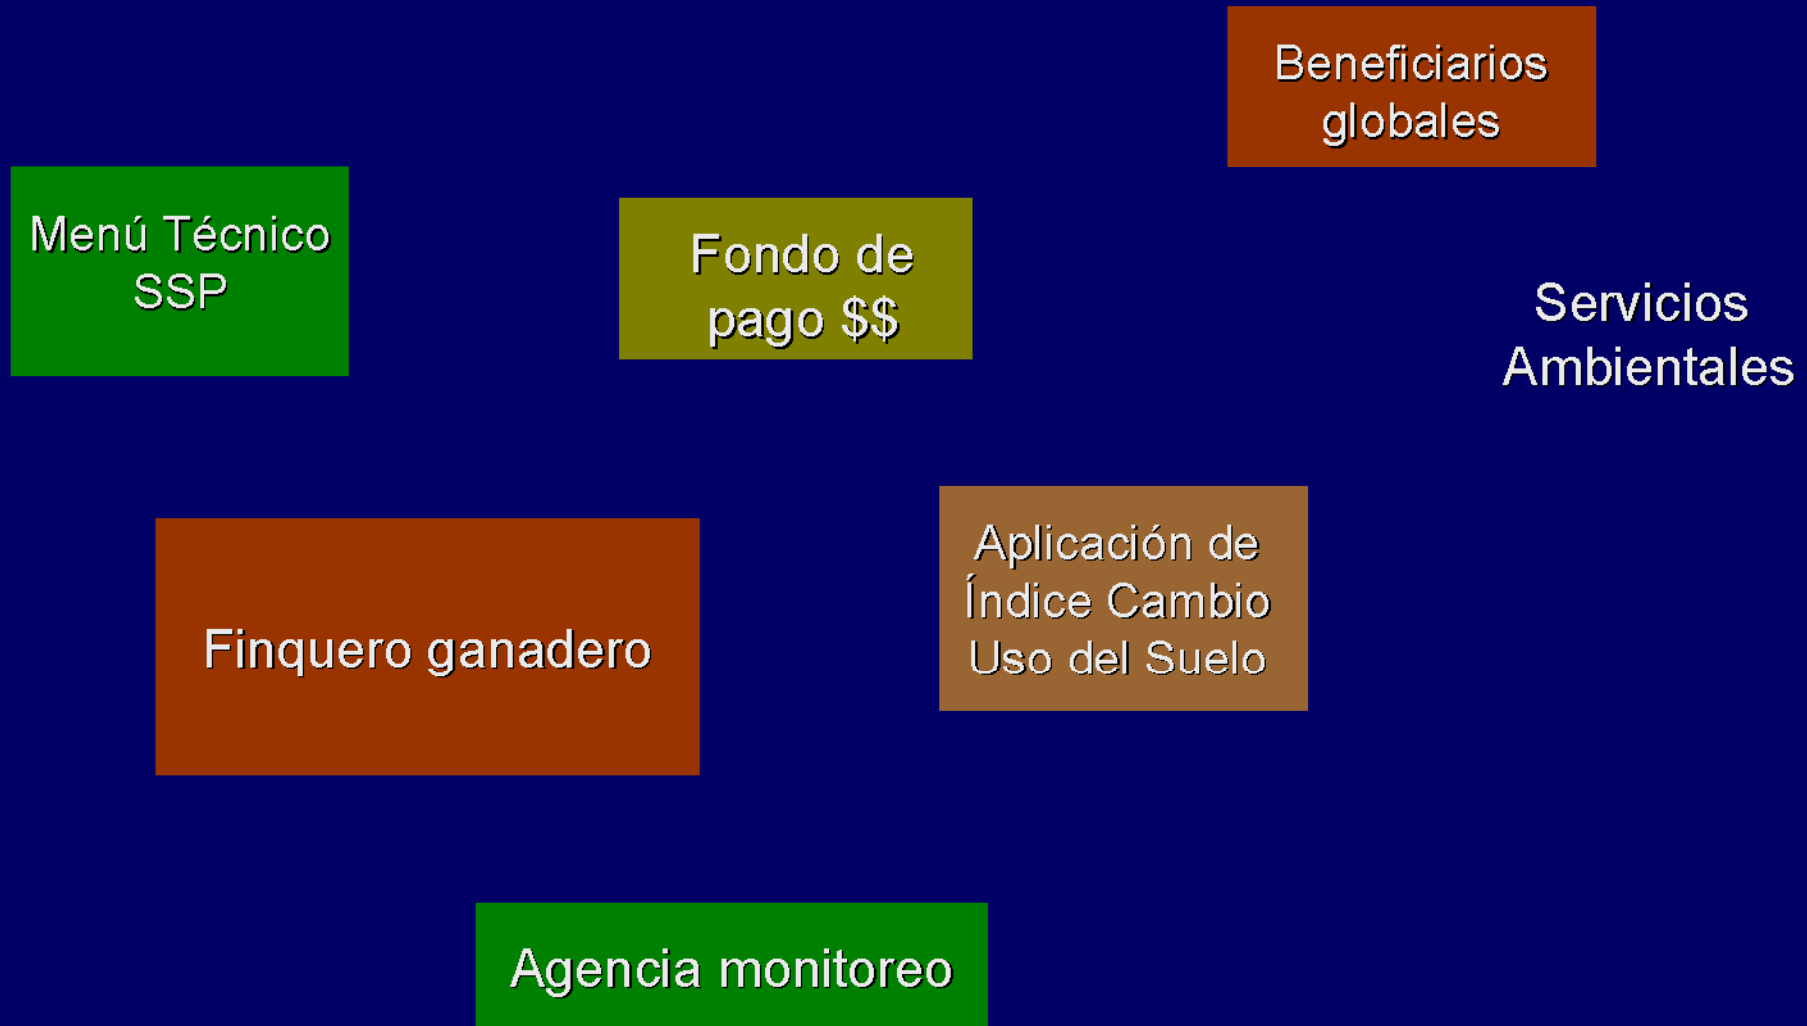 Beneficiarios
globales
Menú Técnico
SSP
Fondo de
pago $$
Servicios
Ambientales
Aplicación de
Índice Cambio
Uso del Suelo
Finquero ganadero
Agencia monitoreo